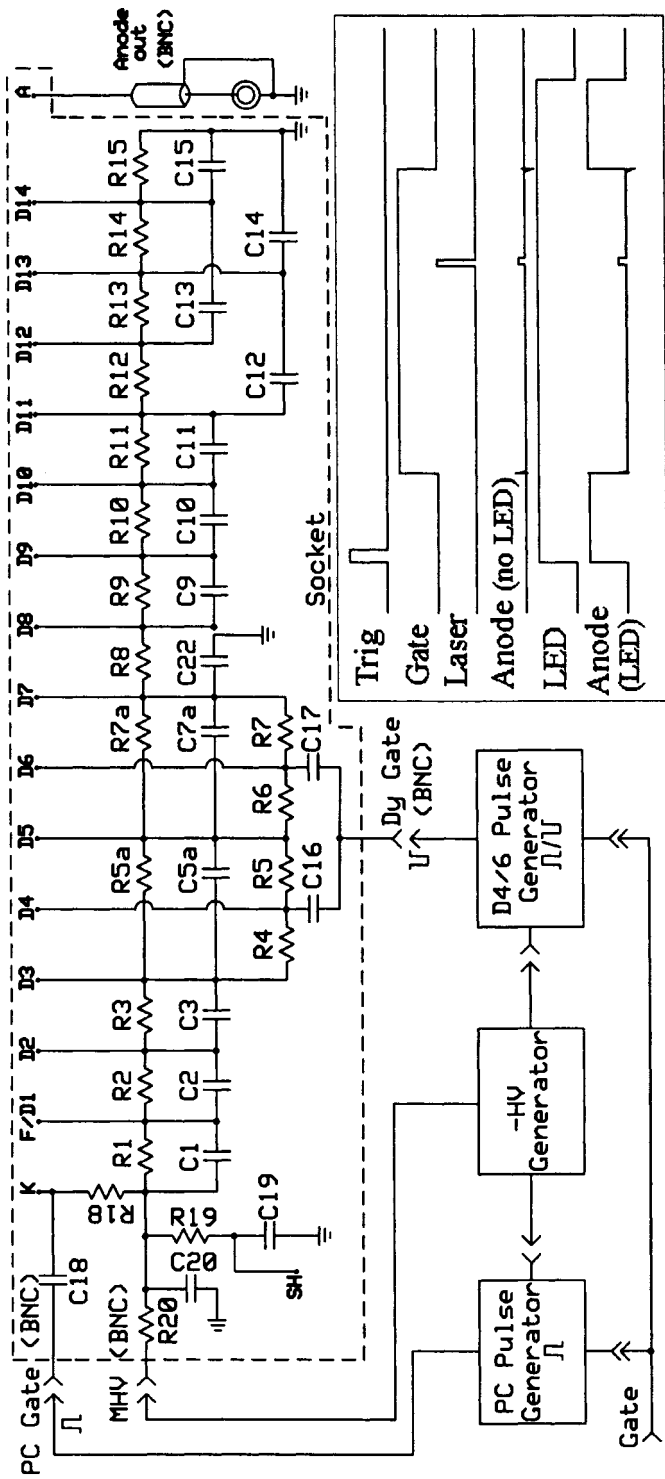 K
F/D1
D2
D3
D4
D5
D6
D7
D8
D9
D10
D11
D12
D13
D14
A
PC Gate (BNC)
C18
R18
R1
R2
R3
R5a
R7a
R8
R9
R10
R11
R12
R13
R14
R15
Anode
out
(BNC)
MHV (BNC)
R20
C20
R19
C19
SH
C1
C2
C3
C5a
C7a
C22
C9
C10
C11
C13
C15
C12
C14
R4
R5
R6
R7
C16
C17
Socket
Dy Gate
(BNC)
PC Pulse
Generator
-HV
Generator
D4/6 Pulse
Generator
Gate
Trig
Gate
Laser
Anode (no LED)
LED
Anode
(LED)